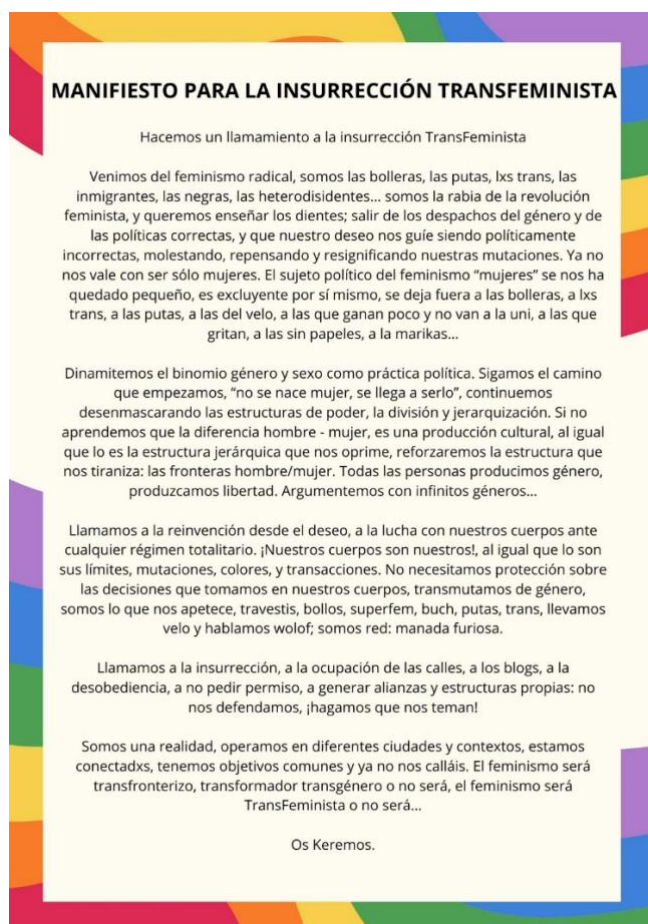 MANIFIESTO PARA LA INSURRECCIÓN TRANSFEMINISTA
Hacemos un llamamiento a la insurrección TransFeminista
Venimos del feminismo radical, somos las bolleras, las putas, lxs trans, las
inmigrantes, las negras, las heterodisidentes... somos la rabia de la revolución
feminista, y queremos enseñar los dientes; salir de los despachos del género y de
las políticas correctas, y que nuestro deseo nos guíe siendo políticamente
incorrectas, molestando, repensando y resignificando nuestras mutaciones. Ya no
nos vale con ser sólo mujeres. El sujeto político del feminismo “mujeres” se nos ha
quedado pequeño, es excluyente por sí mismo, se deja fuera a las bolleras, a lxs
trans, a las putas, a las del velo, a las que ganan poco y no van a la uni, a las que
gritan, a las sin papeles, a la marikas...
Dinamitemos el binomio género y sexo como práctica política. Sigamos el camino
que empezamos, “no se nace mujer, se llega a serlo”, continuemos
desenmascarando las estructuras de poder, la división y jerarquización. Si no
aprendemos que la diferencia hombre - mujer, es una producción cultural, al igual
que lo es la estructura jerárquica que nos oprime, reforzaremos la estructura que
nos tiraniza: las fronteras hombre/mujer. Todas las personas producimos género,
produzcamos libertad. Argumentemos con infinitos géneros...
Llamamos a la reinvención desde el deseo, a la lucha con nuestros cuerpos ante
cualquier régimen totalitario. ¡Nuestros cuerpos son nuestros!, al igual que lo son
sus límites, mutaciones, colores, y transacciones. No necesitamos protección sobre
las decisiones que tomamos en nuestros cuerpos, transmutamos de género,
somos lo que nos apetece, travestis, bollos, superfem, buch, putas, trans, llevamos
velo y hablamos wolof; somos red: manada furiosa.
Llamamos a la insurrección, a la ocupación de las calles, a los blogs, a la
desobediencia, a no pedir permiso, a generar alianzas y estructuras propias: no
nos defendamos, ¡hagamos que nos teman!
Somos una realidad, operamos en diferentes ciudades y contextos, estamos
conectadxs, tenemos objetivos comunes y ya no nos calláis. El feminismo será
transfronterizo, transformador transgénero o no será, el feminismo será
TransFeminista o no será...
Os Keremos.